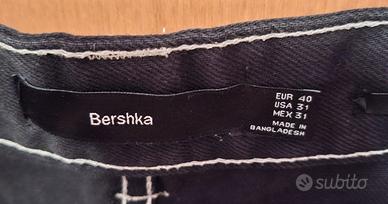 Bershka
EUR 40
USA 31
MEX 31
MADE IN
BANGLADESH
subito